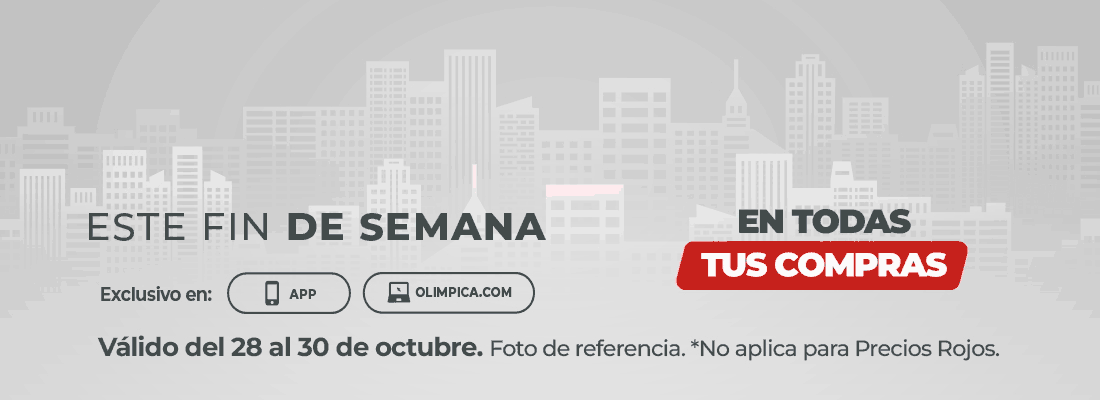 ESTE FIN DE SEMANA
EN TODAS
TUS COMPRAS
Exclusivo en: APP OLIMPICA.COM
Válido del 28 al 30 de octubre. Foto de referencia. *No aplica para Precios Rojos.